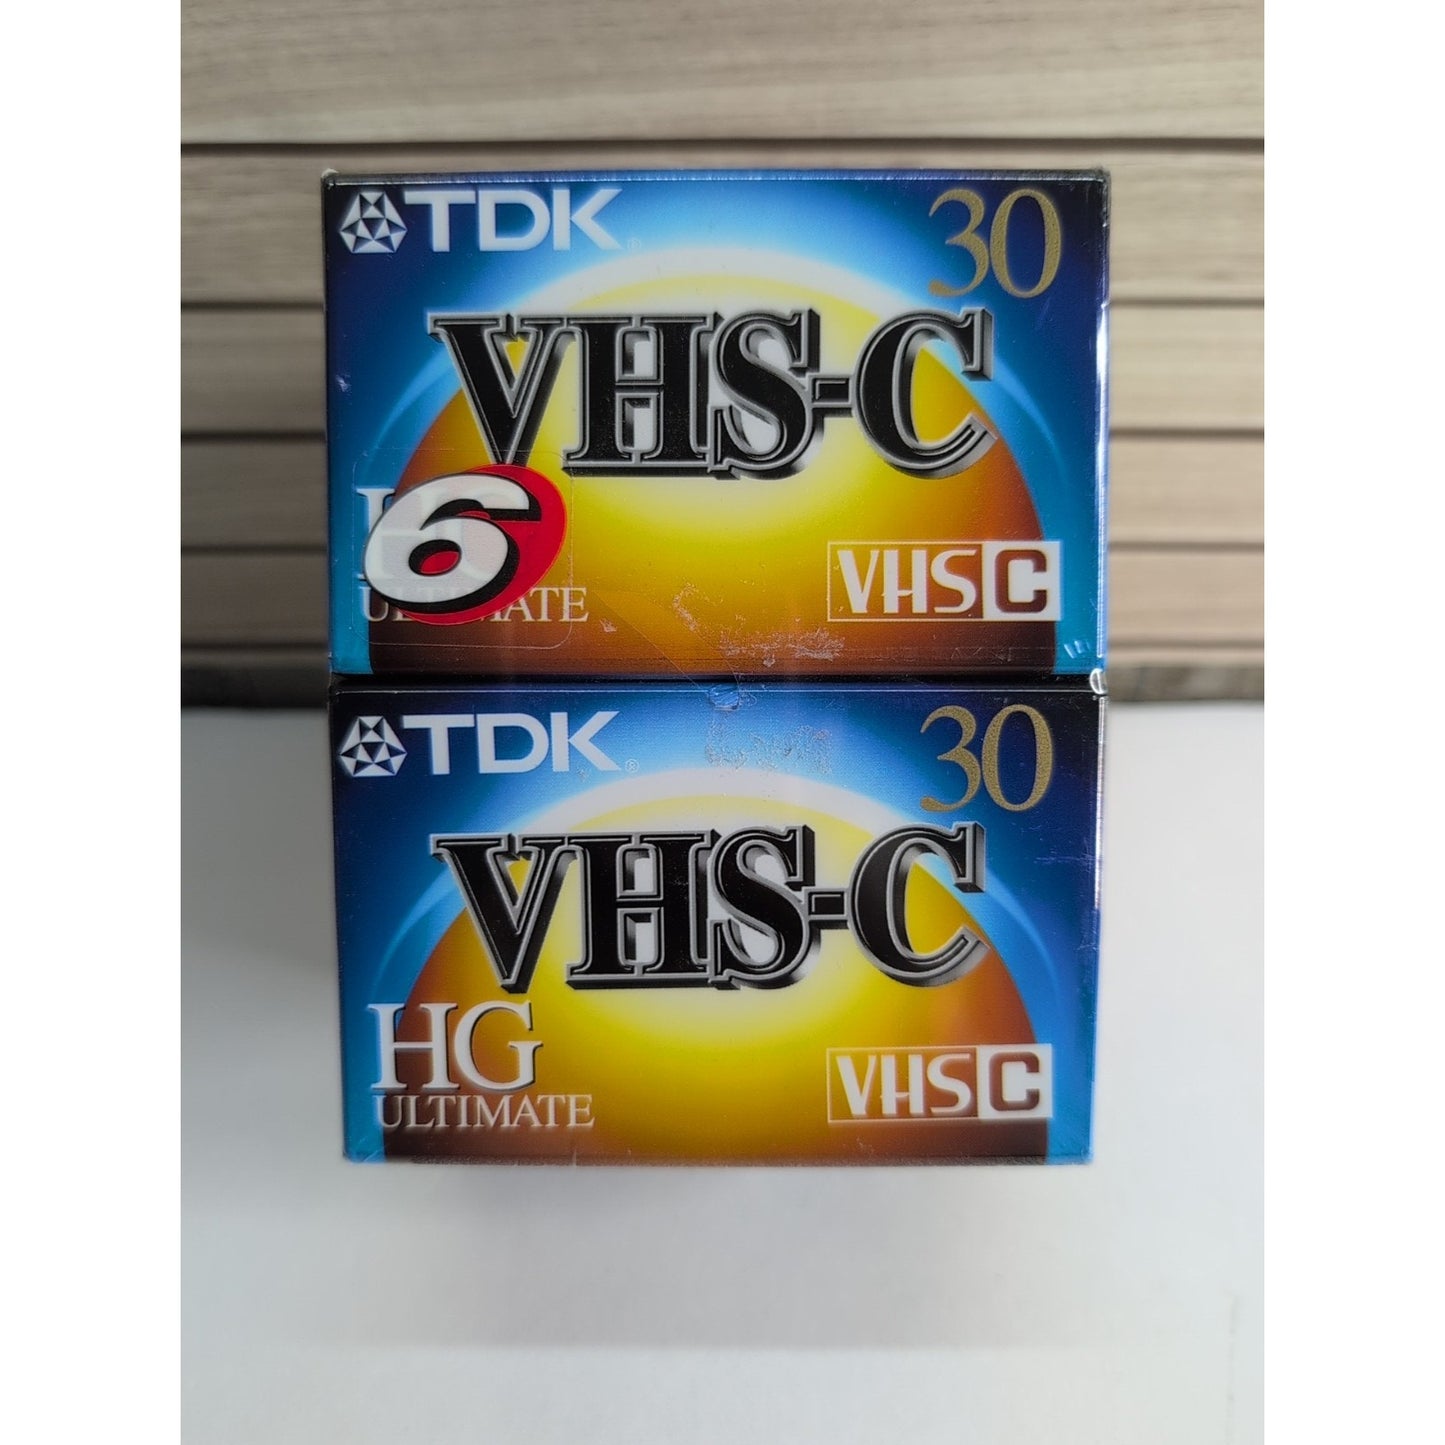 TDK® 30
VHS-C
6
ULTIMATE
VHS C
TDK® 30
VHS-C
HG
ULTIMATE
VHS C